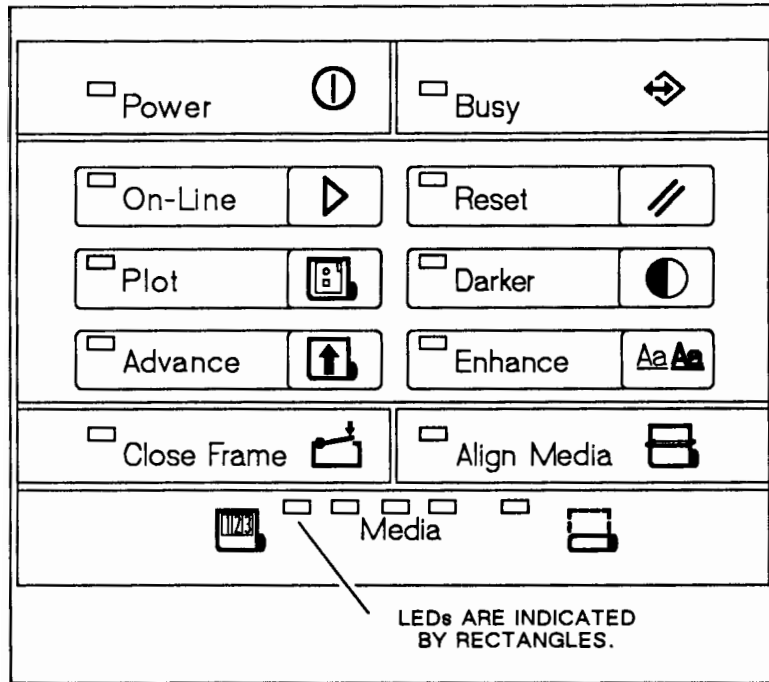 Power
Busy
On-Line
Reset
Plot
Darker
Advance
Enhance
AaAa
Close Frame
Align Media
Media
LEDs ARE INDICATED
BY RECTANGLES.